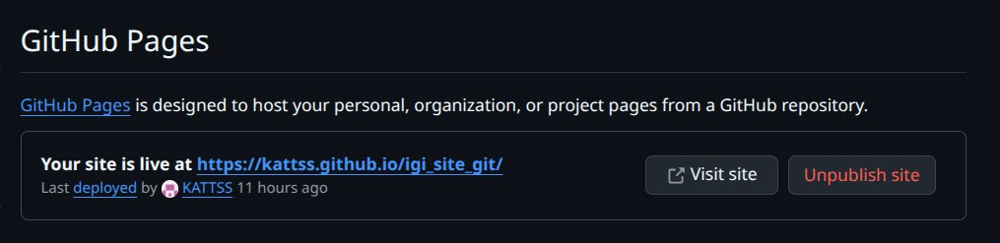 GitHub Pages
GitHub Pages is designed to host your personal, organization, or project pages from a GitHub repository.
Your site is live at https://kattss.github.io/igi_site_git/
Last deployed by KATTSS 11 hours ago
Visit site
Unpublish site